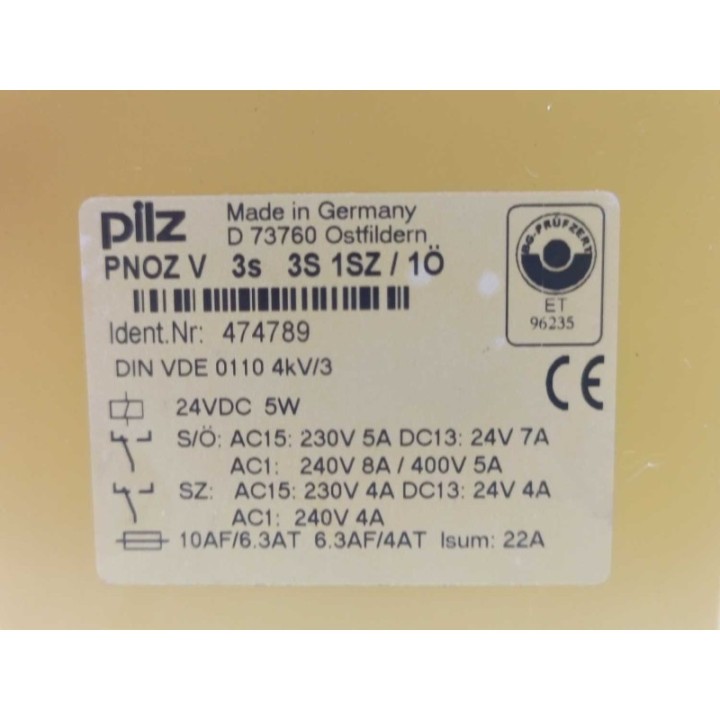 pilz
Made in Germany
D 73760 Ostfildern
PNOZ V 3s 3S 1SZ / 1Ö
Ident.Nr: 474789
DIN VDE 0110 4kV/3
24VDC 5W
S/Ö: AC15: 230V 5A DC13: 24V 7A
AC1: 240V 8A / 400V 5A
SZ: AC15: 230V 4A DC13: 24V 4A
AC1: 240V 4A
10AF/6.3AT 6.3AF/4AT Isum: 22A
BG-PRÜFZERT
ET
96235
CE